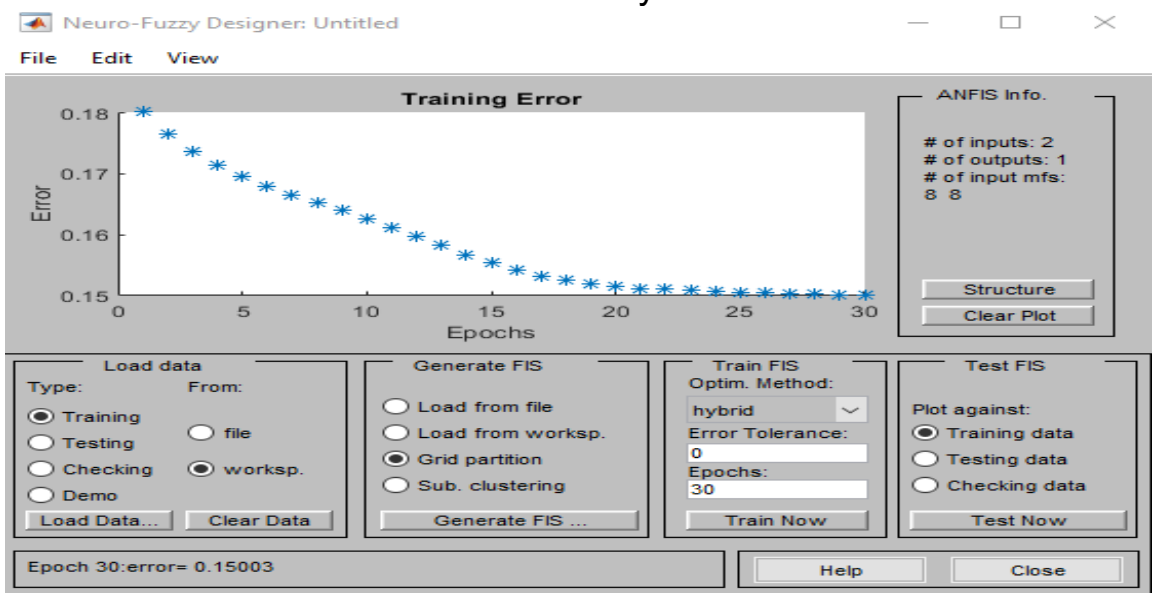 Neuro-Fuzzy Designer: Untitled
File Edit View
Training Error
0.18
0.17
0.16
0.15
Error
0 5 10 15 20 25 30
Epochs
ANFIS Info.
# of inputs: 2
# of outputs: 1
# of input mfs:
8 8
Structure
Clear Plot
Load data
Type: From:
Training
Testing
Checking
Demo
file
worksp.
Load Data... Clear Data
Generate FIS
Load from file
Load from worksp.
Grid partition
Sub. clustering
Generate FIS ...
Train FIS
Optim. Method:
hybrid
Error Tolerance:
0
Epochs:
30
Train Now
Test FIS
Plot against:
Training data
Testing data
Checking data
Test Now
Epoch 30:error= 0.15003
Help Close